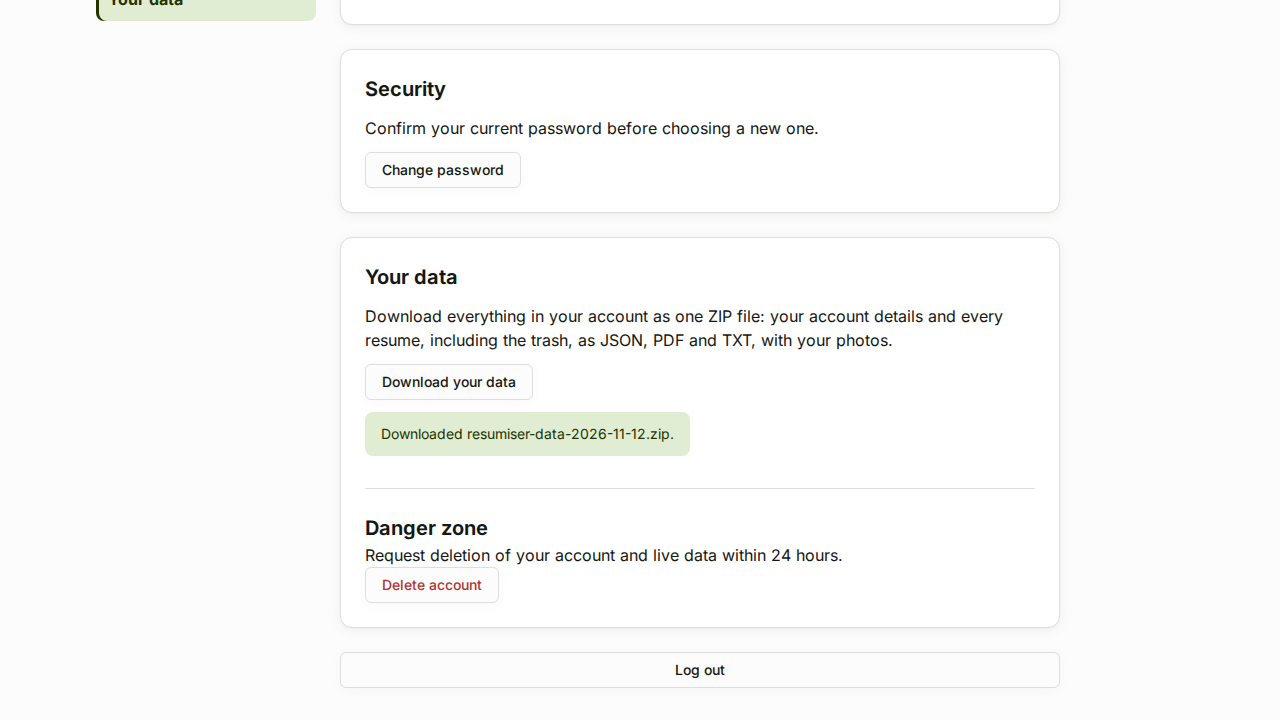 Your data
Security
Confirm your current password before choosing a new one.
Change password
Your data
Download everything in your account as one ZIP file: your account details and every
resume, including the trash, as JSON, PDF and TXT, with your photos.
Download your data
Downloaded resumiser-data-2026-11-12.zip.
Danger zone
Request deletion of your account and live data within 24 hours.
Delete account
Log out